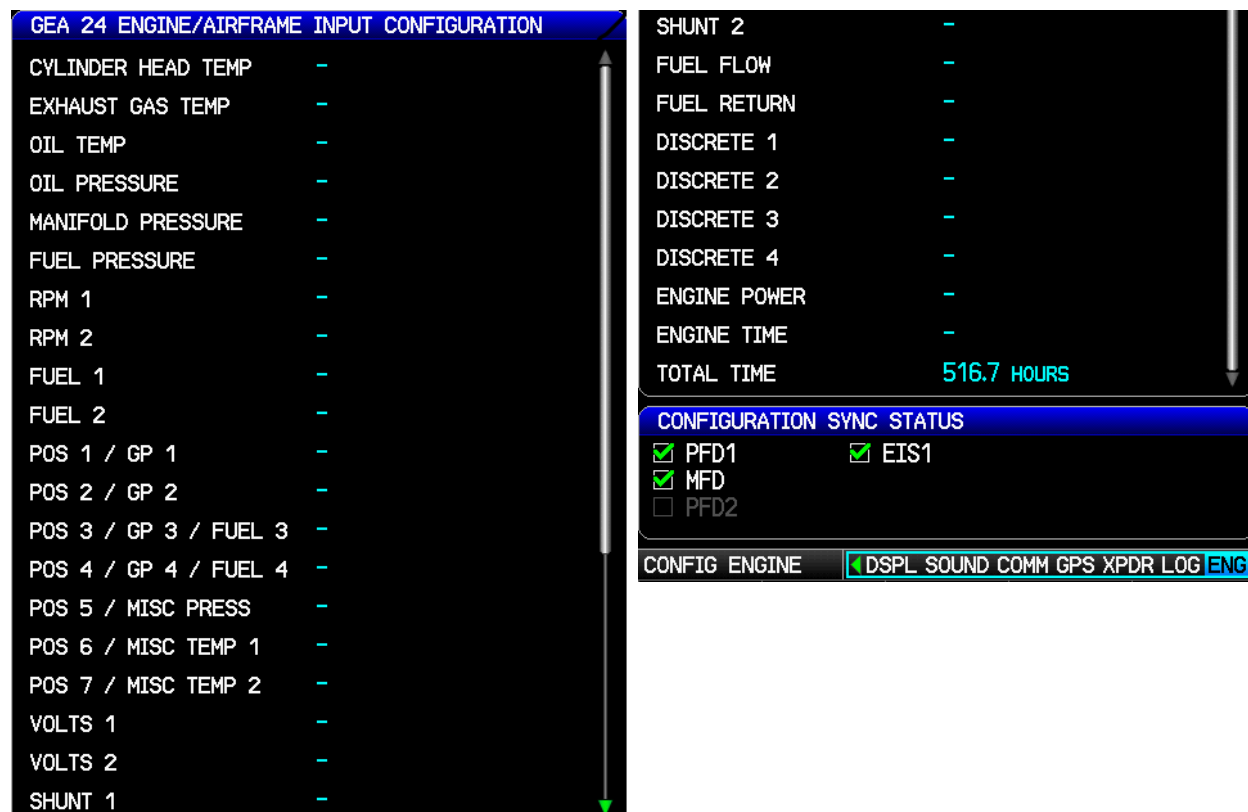 GEA 24 ENGINE/AIRFRAME INPUT CONFIGURATION
CYLINDER HEAD TEMP –
EXHAUST GAS TEMP –
OIL TEMP –
OIL PRESSURE –
MANIFOLD PRESSURE –
FUEL PRESSURE –
RPM 1 –
RPM 2 –
FUEL 1 –
FUEL 2 –
POS 1 / GP 1 –
POS 2 / GP 2 –
POS 3 / GP 3 / FUEL 3 –
POS 4 / GP 4 / FUEL 4 –
POS 5 / MISC PRESS –
POS 6 / MISC TEMP 1 –
POS 7 / MISC TEMP 2 –
VOLTS 1 –
VOLTS 2 –
SHUNT 1 –
SHUNT 2 –
FUEL FLOW –
FUEL RETURN –
DISCRETE 1 –
DISCRETE 2 –
DISCRETE 3 –
DISCRETE 4 –
ENGINE POWER –
ENGINE TIME –
TOTAL TIME 516.7 HOURS
CONFIGURATION SYNC STATUS
PFD1 EIS1
MFD
PFD2
CONFIG ENGINE DSPL SOUND COMM GPS XPDR LOG ENG